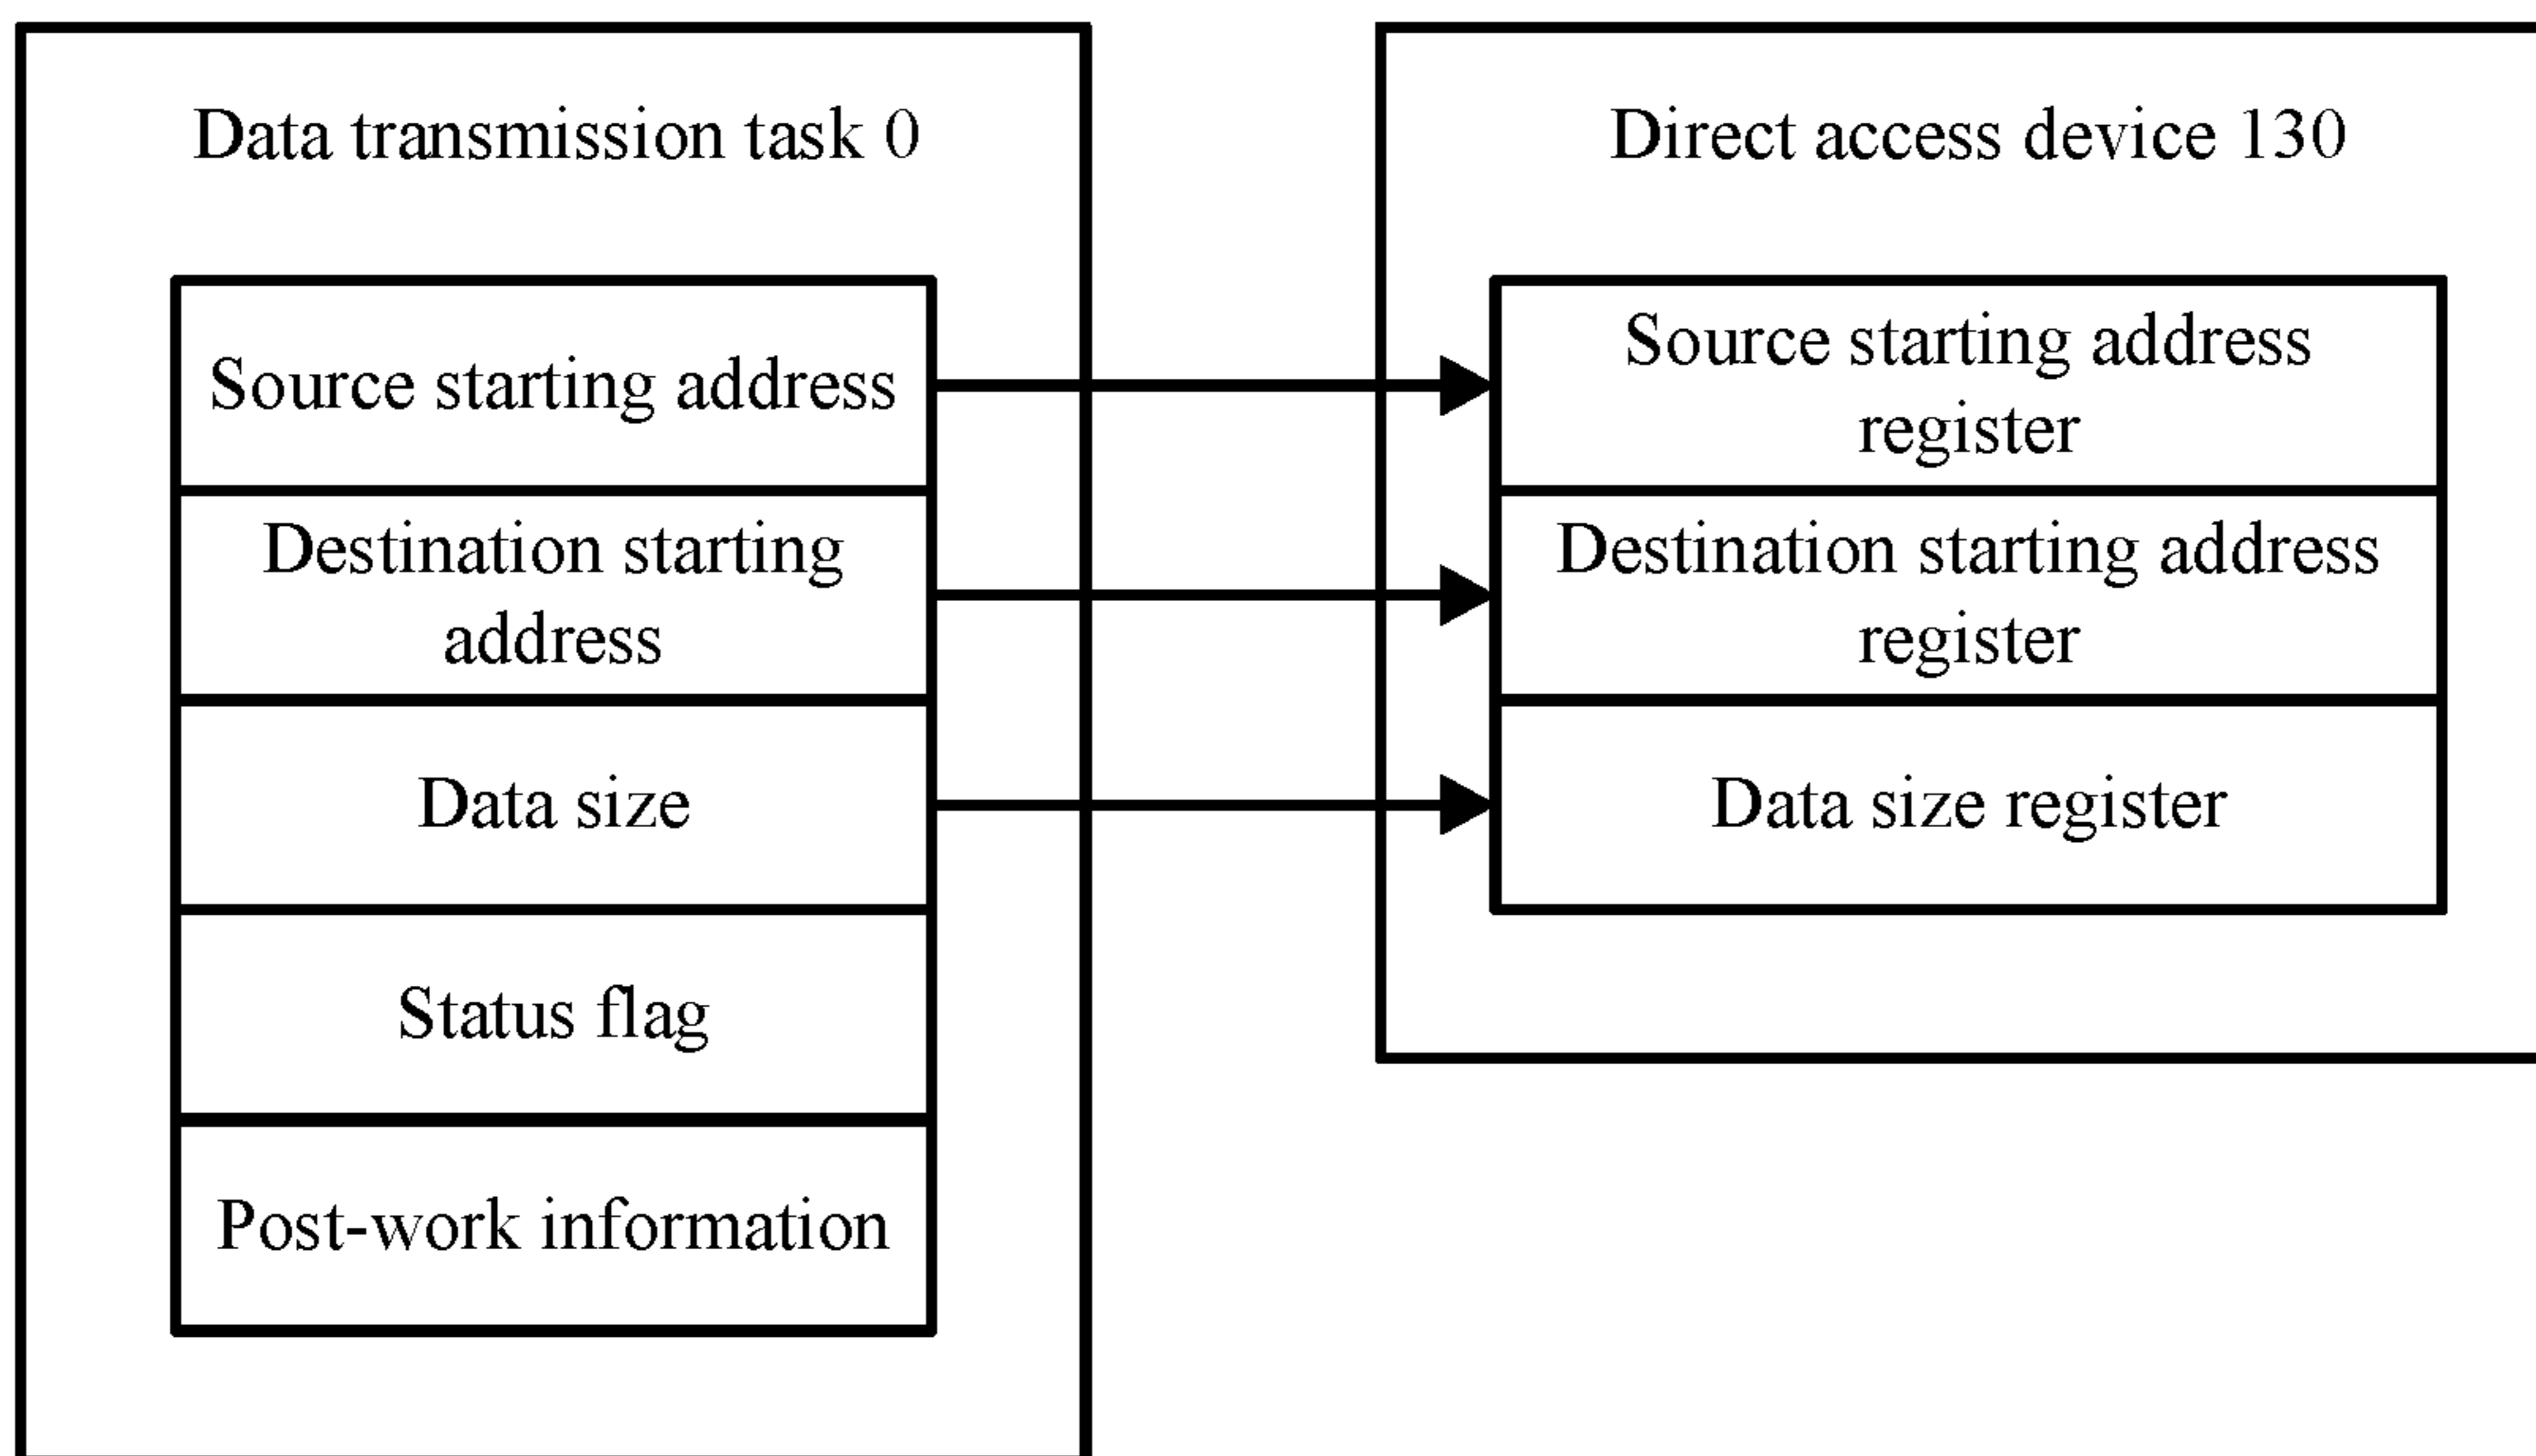 Data transmission task 0
Source starting address
Destination starting
address
Data size
Status flag
Post-work information
Direct access device 130
Source starting address
register
Destination starting address
register
Data size register